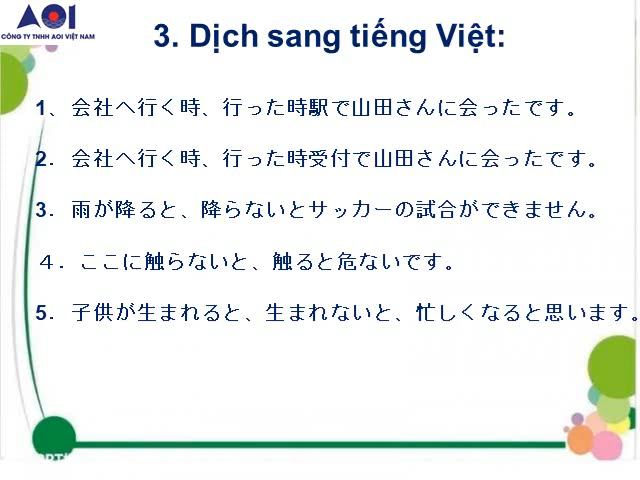 AOI
CÔNG TY TNHH AOI VIỆT NAM
3. Dịch sang tiếng Việt:
1、会社へ行く時、行った時駅で山田さんに会ったです。
2．会社へ行く時、行った時受付で山田さんに会ったです。
3．雨が降ると、降らないとサッカーの試合ができません。
４．ここに触らないと、触ると危ないです。
5．子供が生まれると、生まれないと、忙しくなると思います。